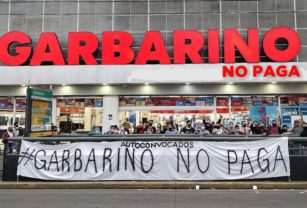 GARBARINO
NO PAGA
AUTOCONVOCADOS
#GARBARINO NO PAGA